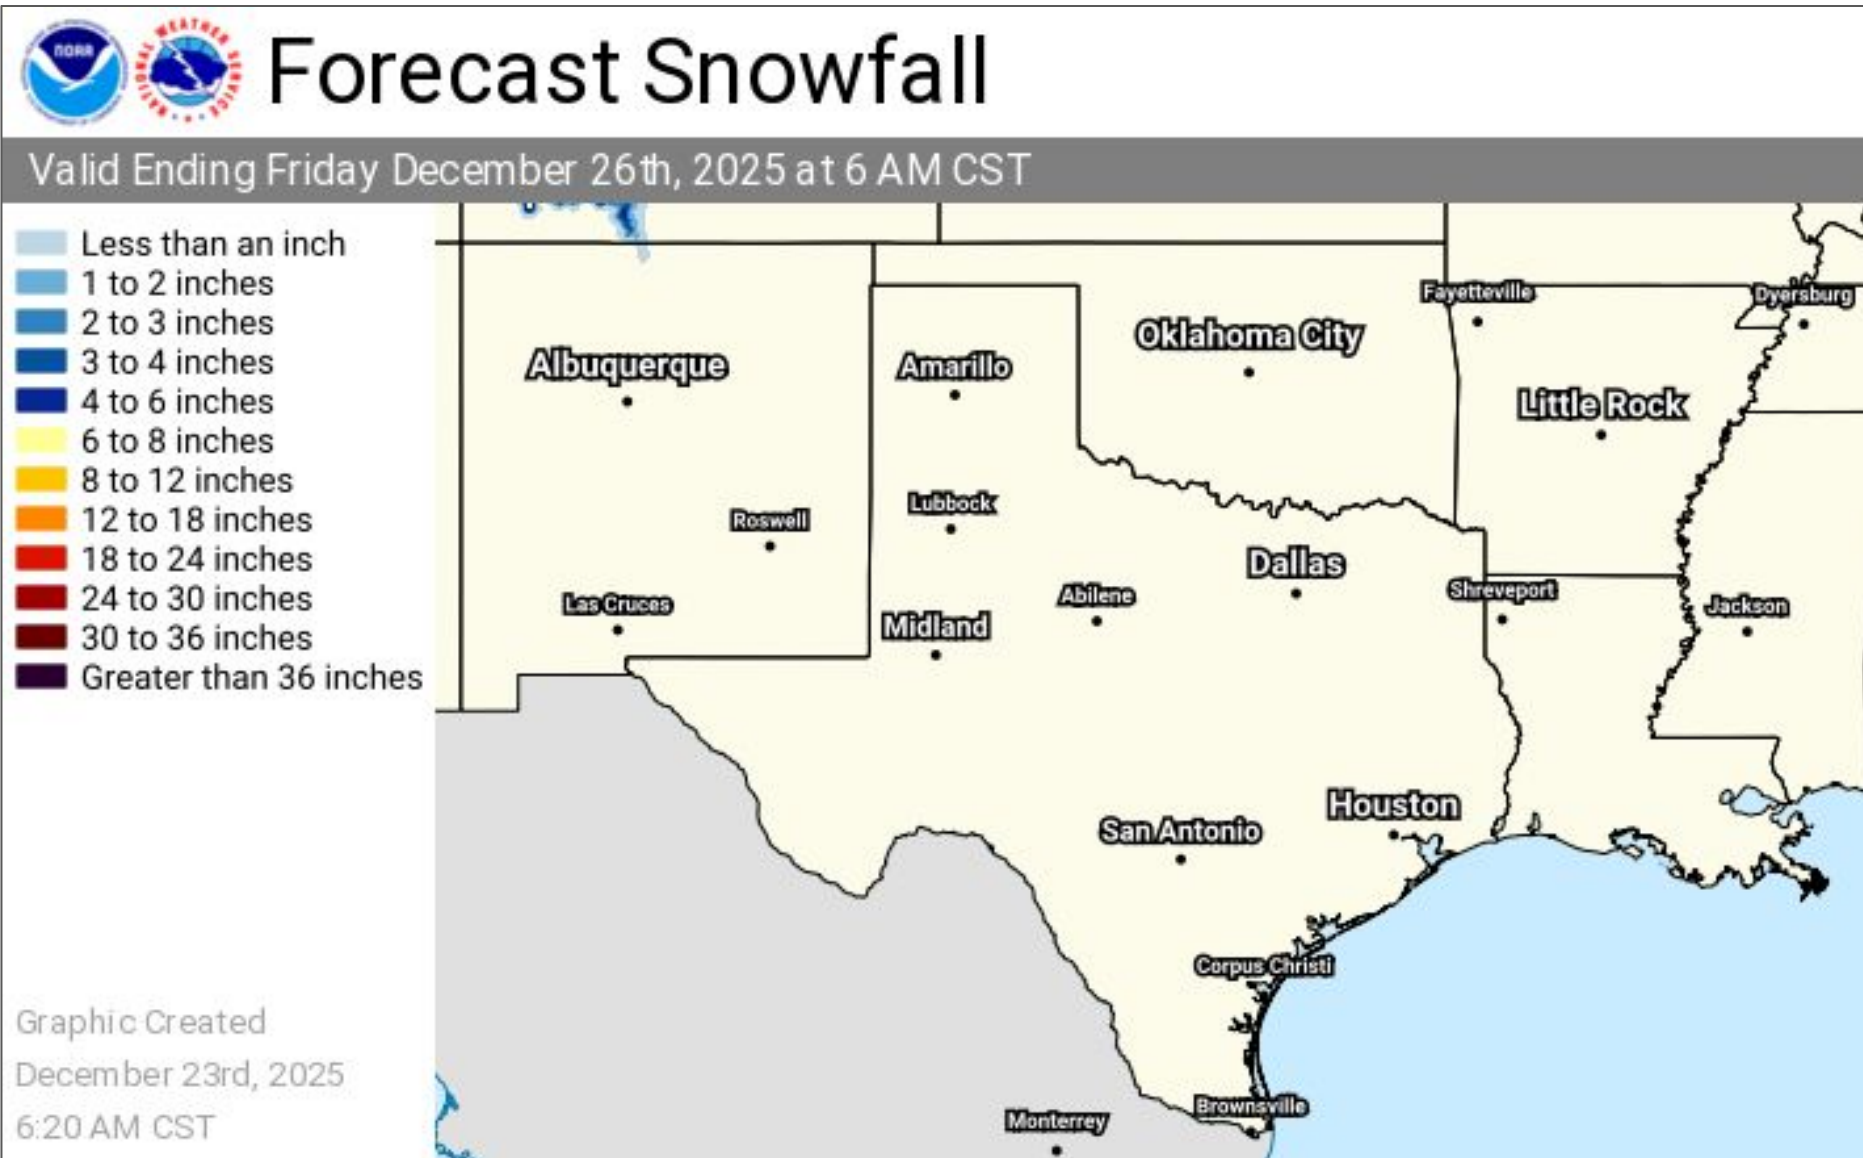 NOAA
NATIONAL WEATHER SERVICE
Forecast Snowfall
Valid Ending Friday December 26th, 2025 at 6 AM CST
Less than an inch
1 to 2 inches
2 to 3 inches
3 to 4 inches
4 to 6 inches
6 to 8 inches
8 to 12 inches
12 to 18 inches
18 to 24 inches
24 to 30 inches
30 to 36 inches
Greater than 36 inches
Graphic Created
December 23rd, 2025
6:20 AM CST
Fayetteville
Dyersburg
Oklahoma City
Albuquerque
Amarillo
Little Rock
Lubbock
Roswell
Dallas
Shreveport
Abilene
Las Cruces
Jackson
Midland
Houston
San Antonio
Corpus Christi
Brownsville
Monterrey